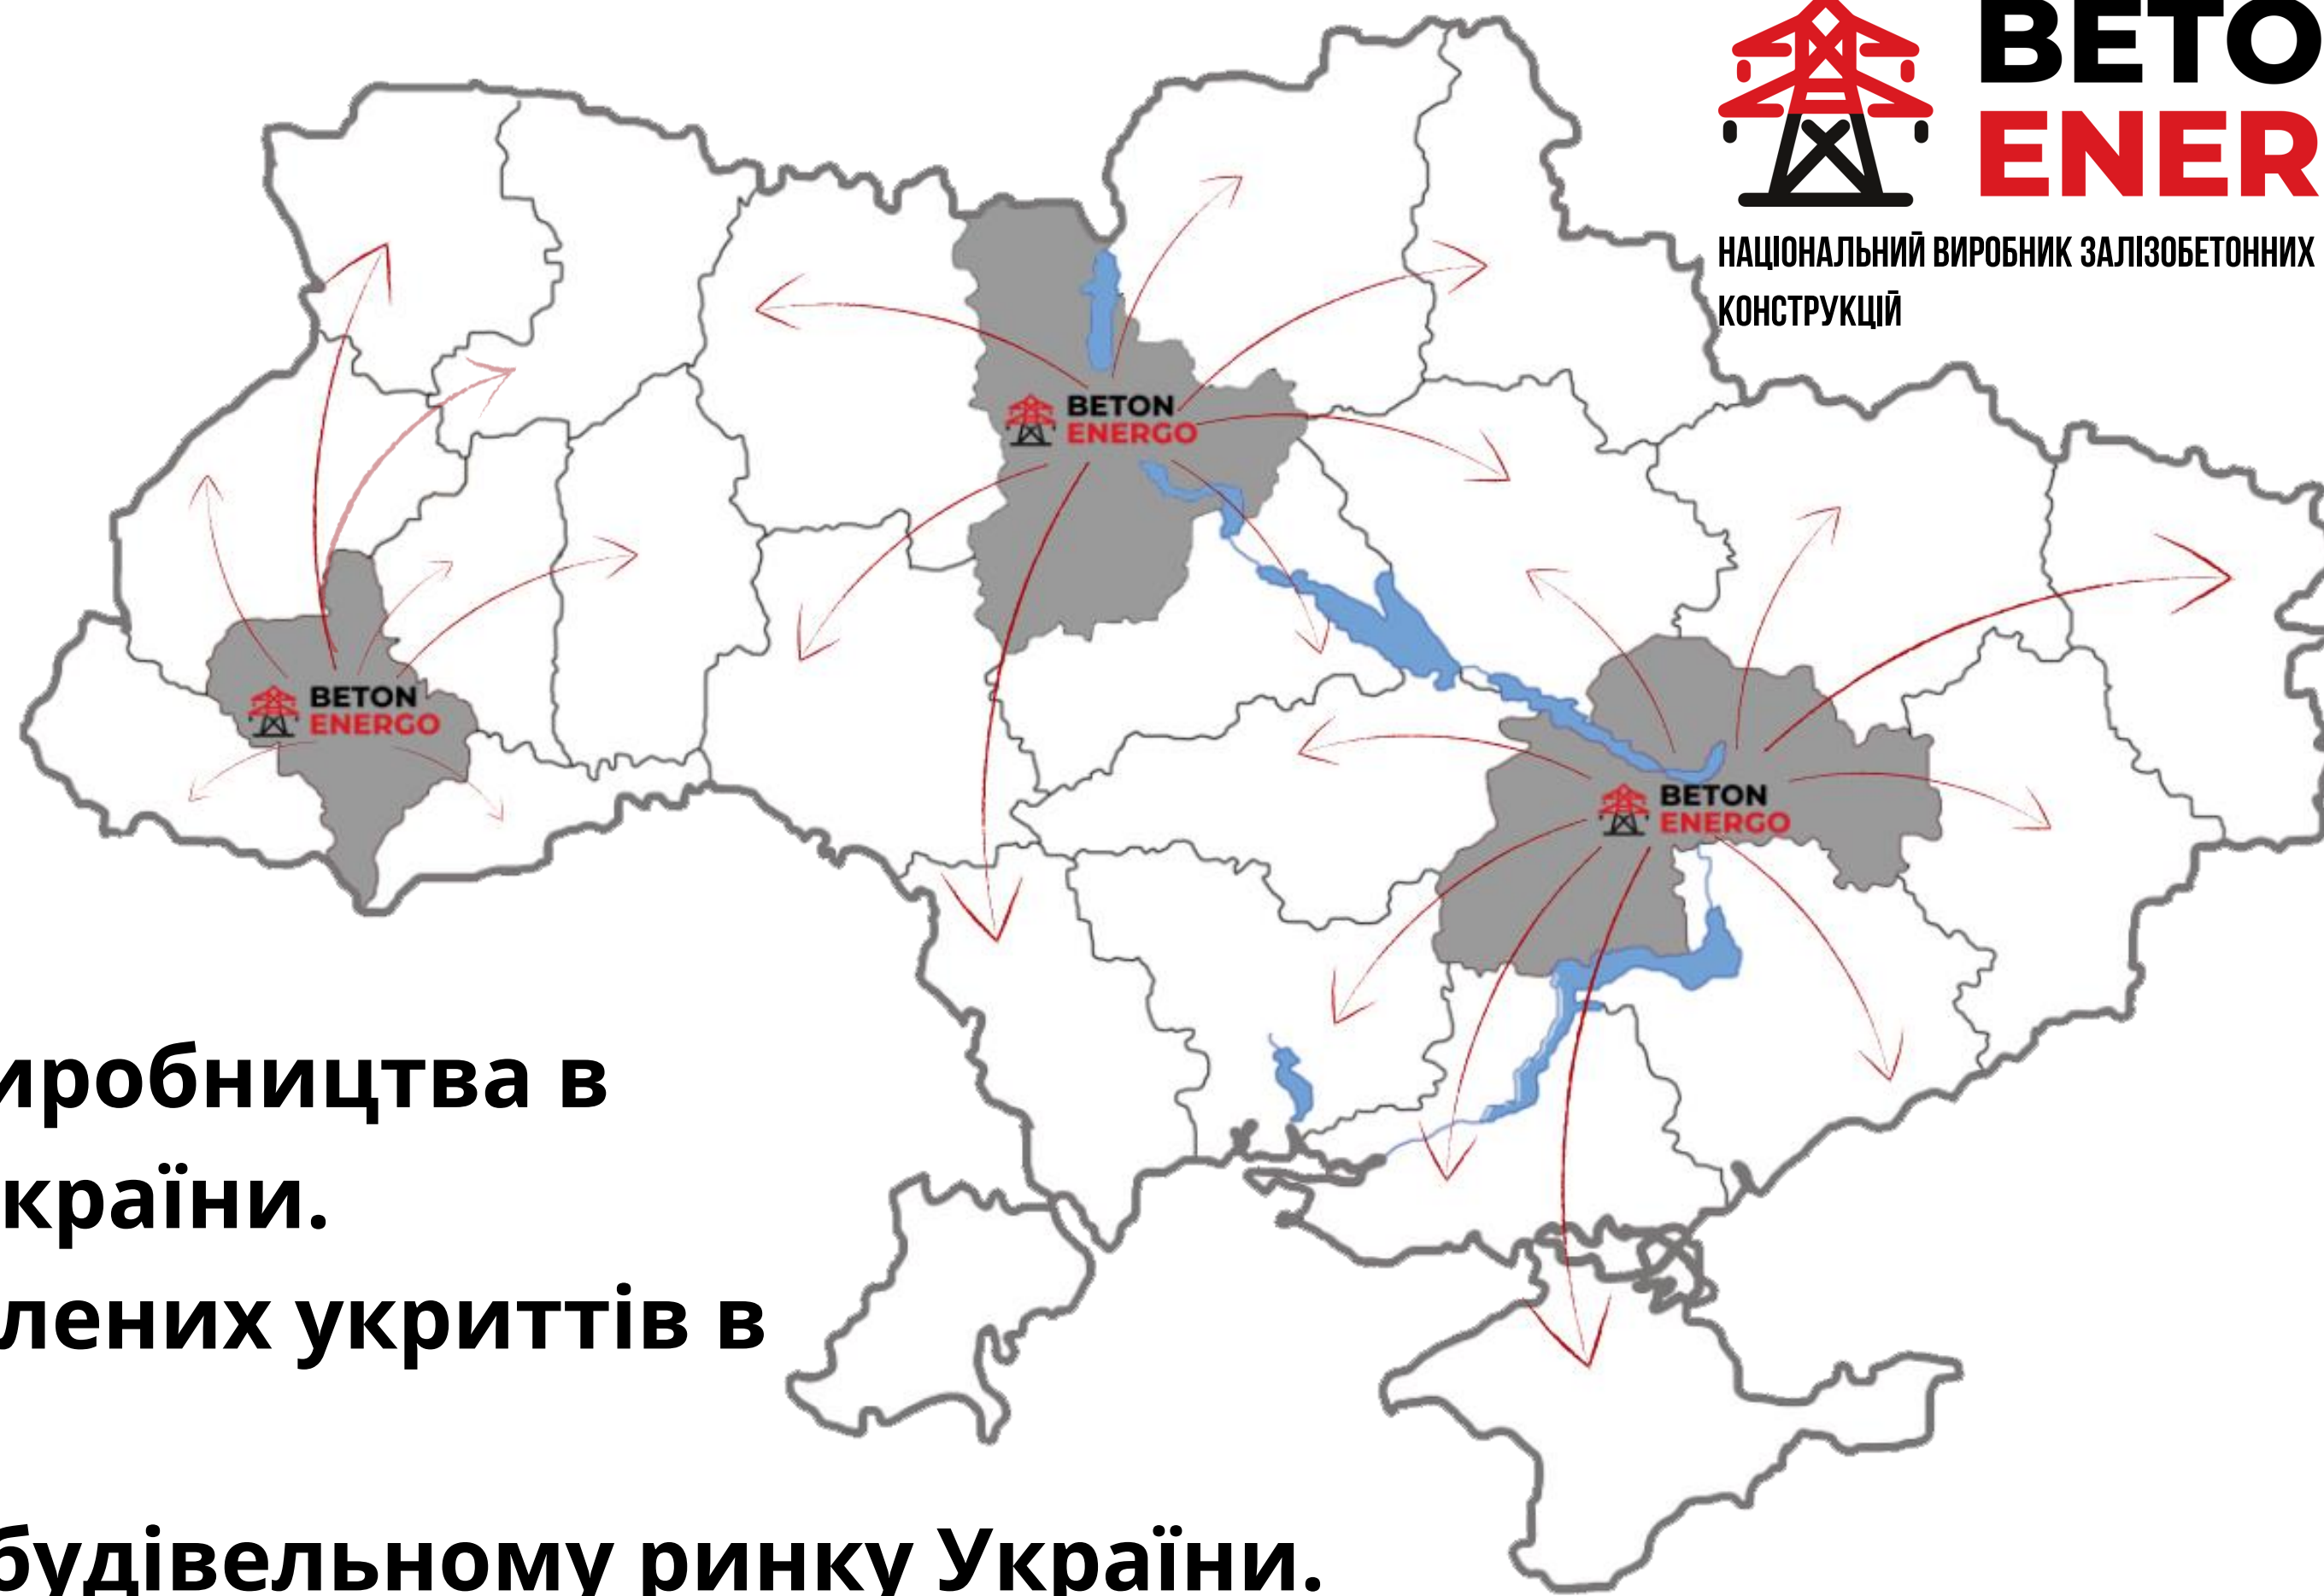 BETO
ENER
НАЦІОНАЛЬНИЙ ВИРОБНИК ЗАЛІЗОБЕТОННИХ
КОНСТРУКЦІЙ
BETON
ENERGO
BETON
ENERGO
BETON
ENERGO
иробництва в
країни.
лених укриттів в
будівельному ринку України.